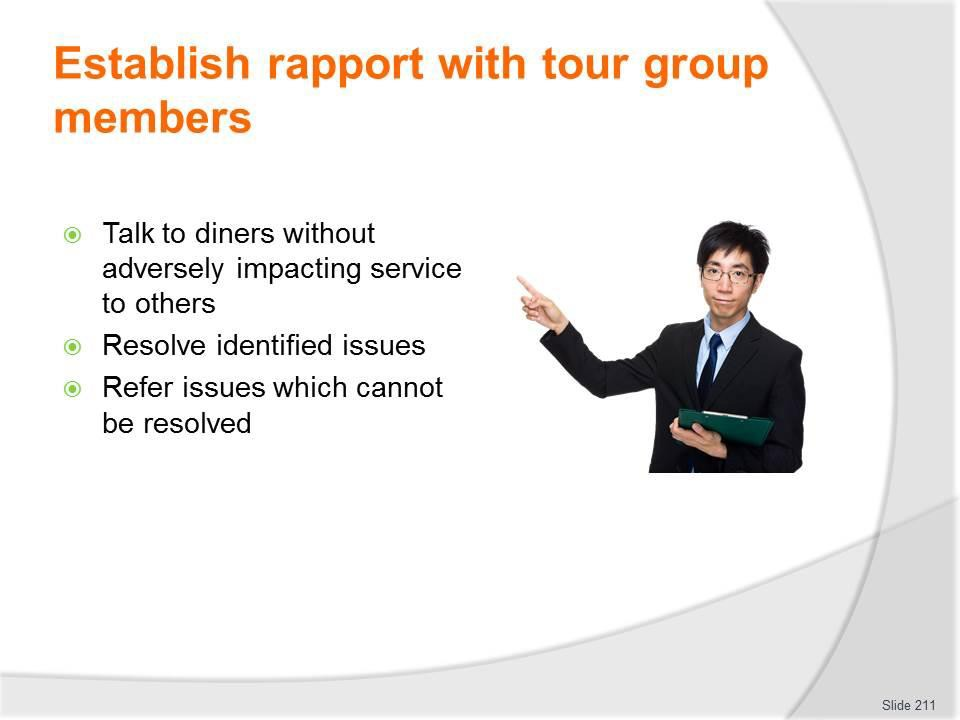 Establish rapport with tour group
members
Talk to diners without
adversely impacting service
to others
Resolve identified issues
Refer issues which cannot
be resolved
Slide 211